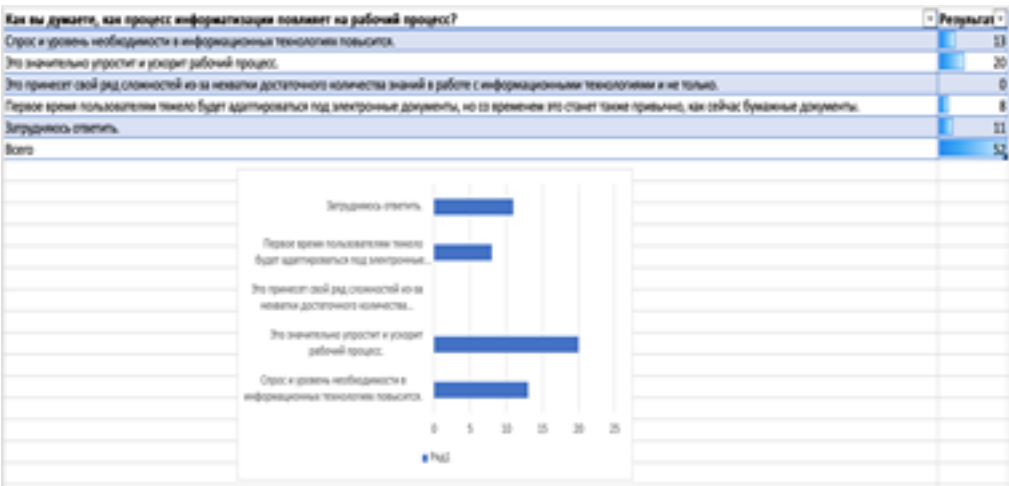 Как вы думаете, как процесс информатизации повлияет на рабочий процесс? Результат
Спрос и уровень необходимости в информационных технологиях повысится. 13
Это значительно упростит и ускорит рабочий процесс. 20
Это принесет свой ряд сложностей из-за нехватки достаточного количества знаний в работе с информационными технологиями и не только. 0
Первое время пользователям тяжело будет адаптироваться под электронные документы, но со временем это станет также привычно, как сейчас бумажные документы. 8
Затрудняюсь ответить. 11
Всего 52
Затрудняюсь ответить.
Первое время пользователям тяжело
будет адаптироваться под электронные...
Это принесет свой ряд сложностей из-за
нехватки достаточного количества...
Это значительно упростит и ускорит
рабочий процесс.
Спрос и уровень необходимости в
информационных технологиях повысится.
0 5 10 15 20 25
Ряд1